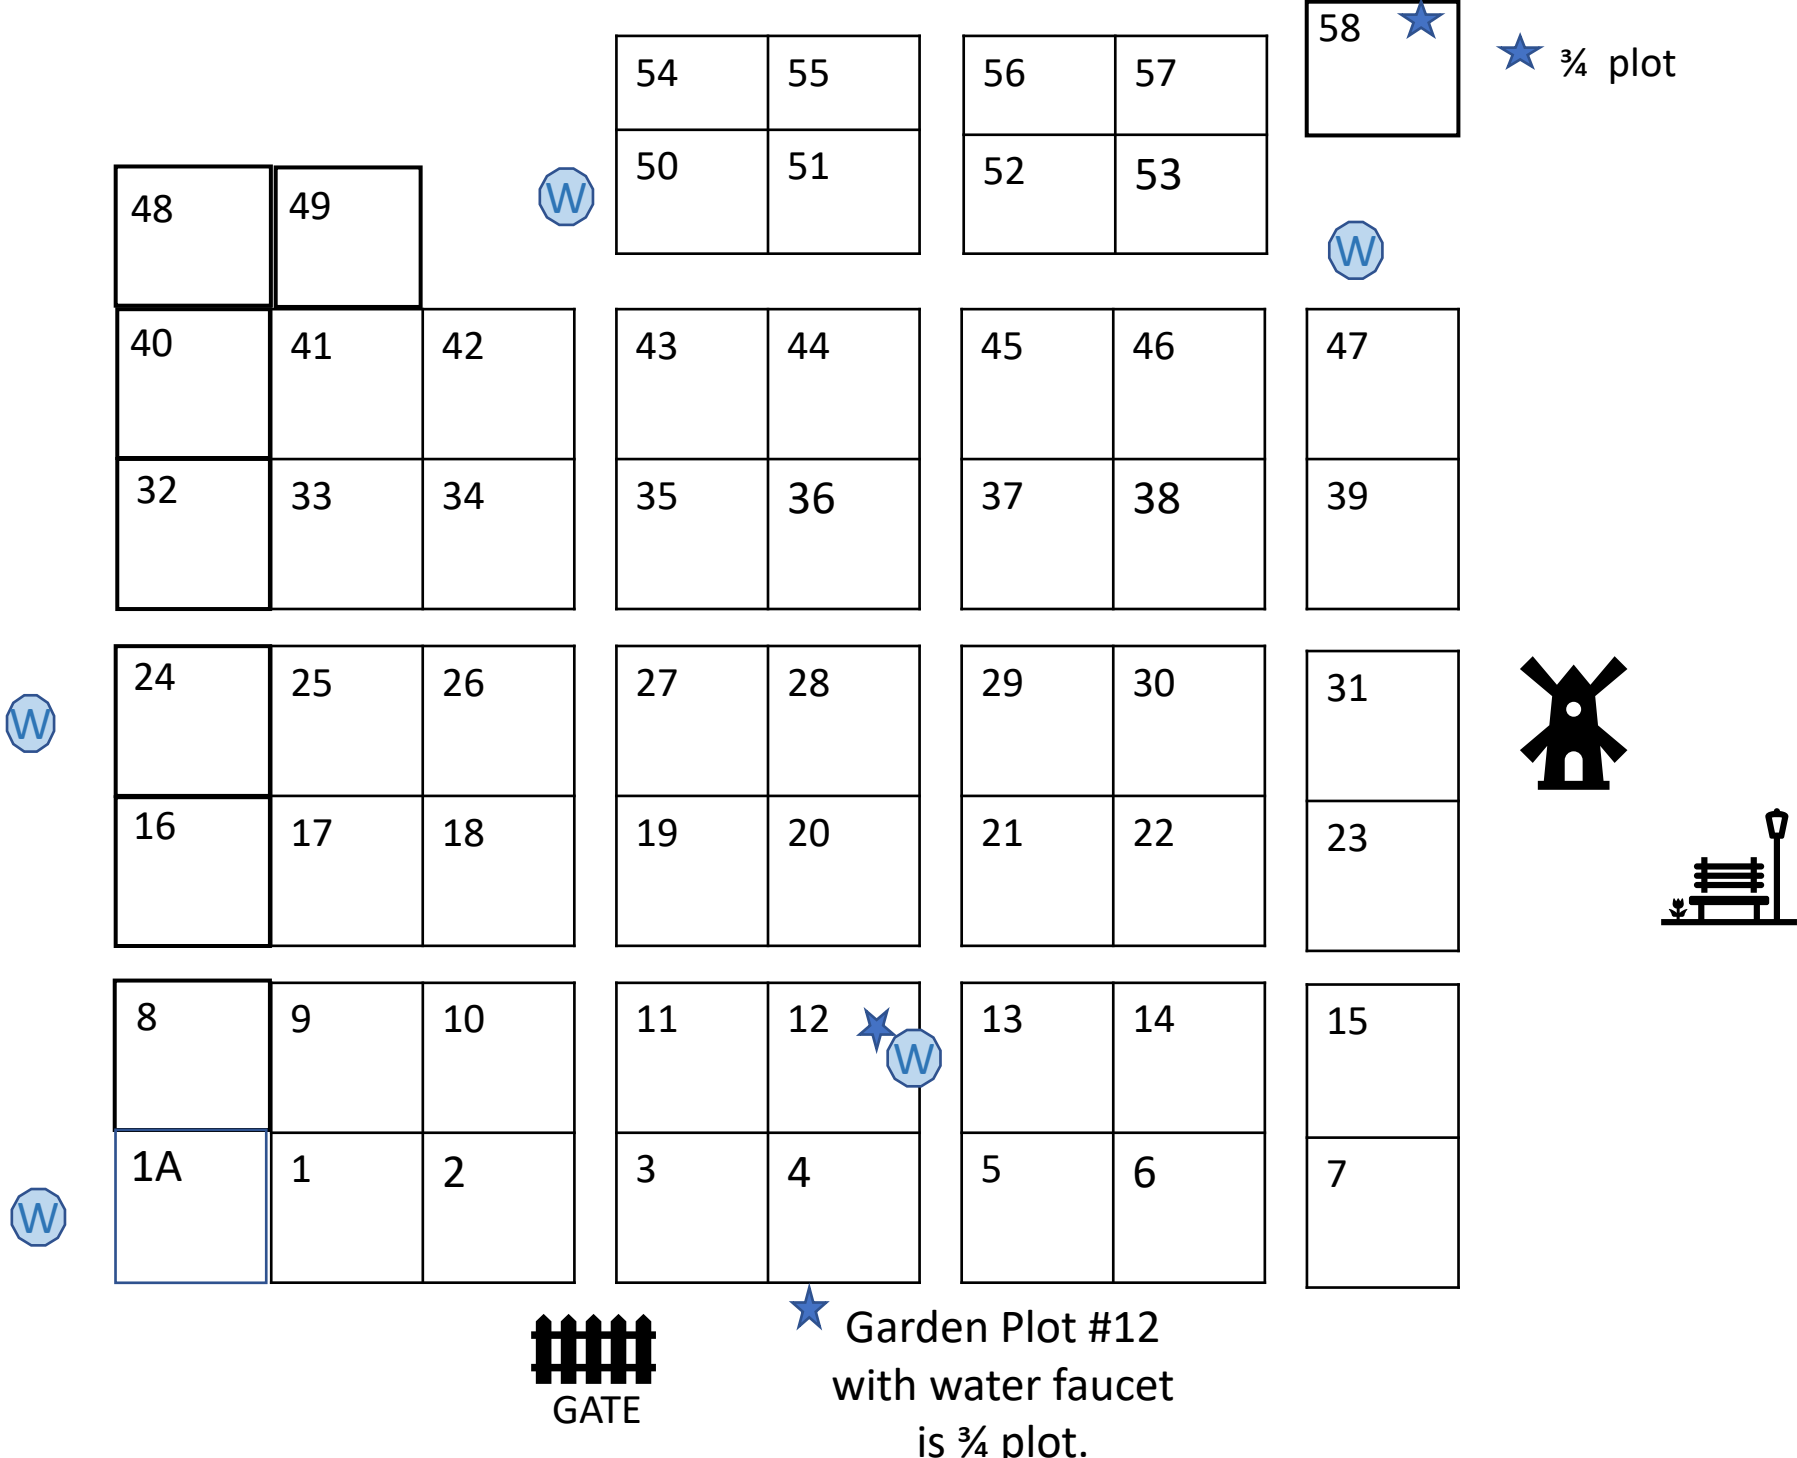 58
¾ plot
54 55 56 57
50 51 52 53
W
48 49
W
40 41 42 43 44 45 46 47
32 33 34 35 36 37 38 39
24 25 26 27 28 29 30 31
W
16 17 18 19 20 21 22 23
8 9 10 11 12 13 14 15
W
1A 1 2 3 4 5 6 7
W
Garden Plot #12
with water faucet
is ¾ plot.
GATE